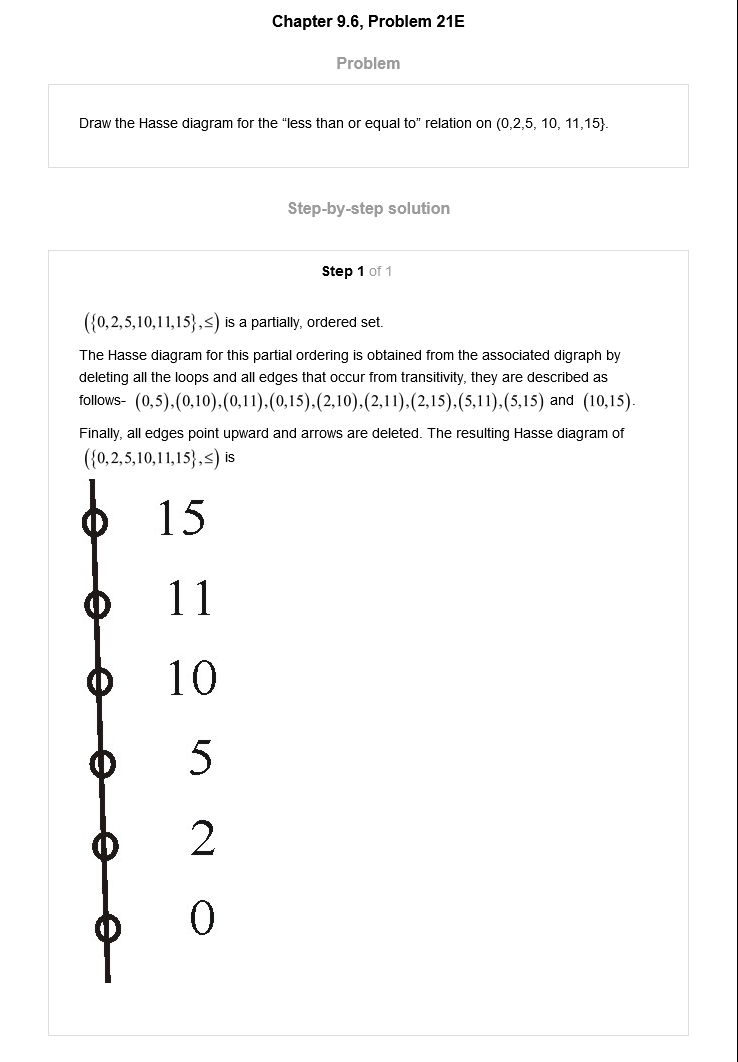 Chapter 9.6, Problem 21E
Problem
Draw the Hasse diagram for the “less than or equal to” relation on (0,2,5, 10, 11,15}.
Step-by-step solution
Step 1 of 1
({0,2,5,10,11,15},≤) is a partially, ordered set.
The Hasse diagram for this partial ordering is obtained from the associated digraph by
deleting all the loops and all edges that occur from transitivity, they are described as
follows- (0,5),(0,10),(0,11),(0,15),(2,10),(2,11),(2,15),(5,11),(5,15) and (10,15).
Finally, all edges point upward and arrows are deleted. The resulting Hasse diagram of
({0,2,5,10,11,15},≤) is
15
11
10
5
2
0